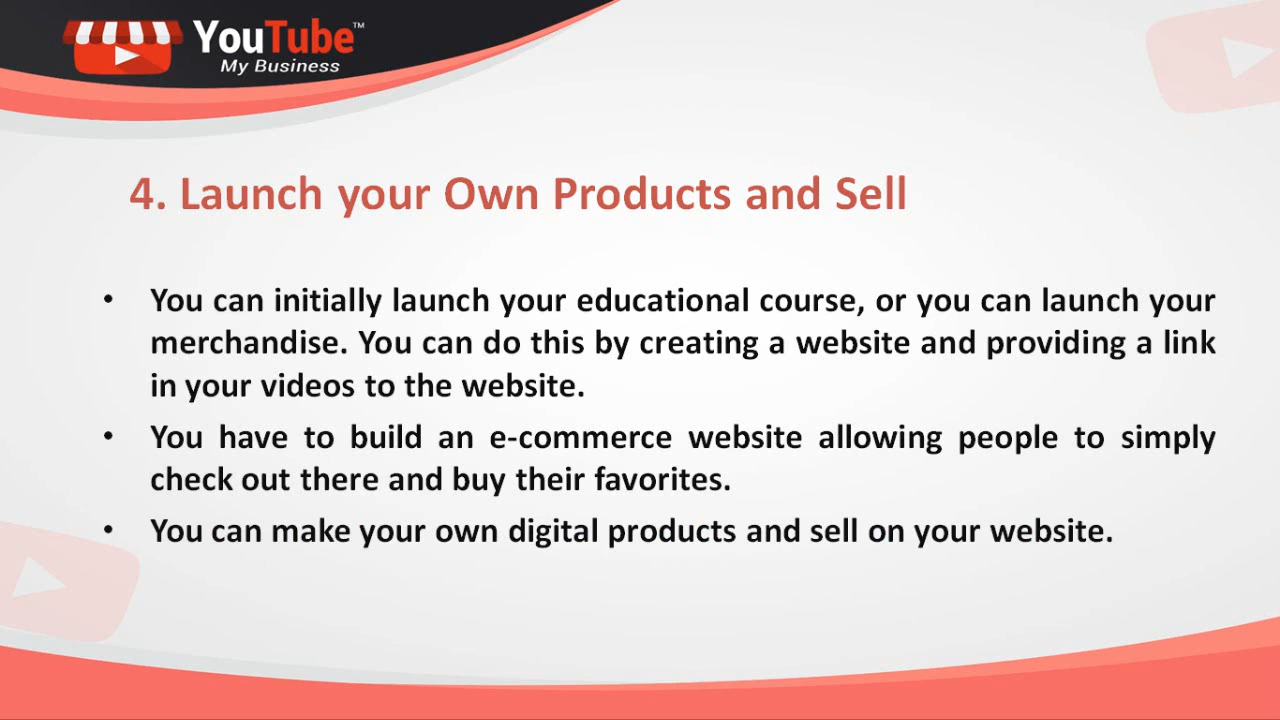 YouTube™
My Business
4. Launch your Own Products and Sell
• You can initially launch your educational course, or you can launch your
merchandise. You can do this by creating a website and providing a link
in your videos to the website.
• You have to build an e-commerce website allowing people to simply
check out there and buy their favorites.
• You can make your own digital products and sell on your website.